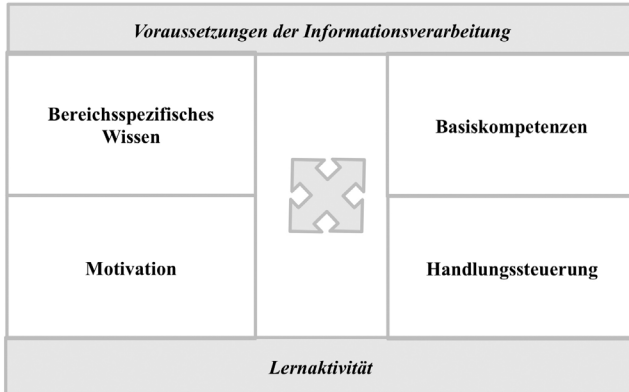 Voraussetzungen der Informationsverarbeitung
Bereichsspezifisches
Wissen
Basiskompetenzen
Motivation
Handlungssteuerung
Lernaktivität